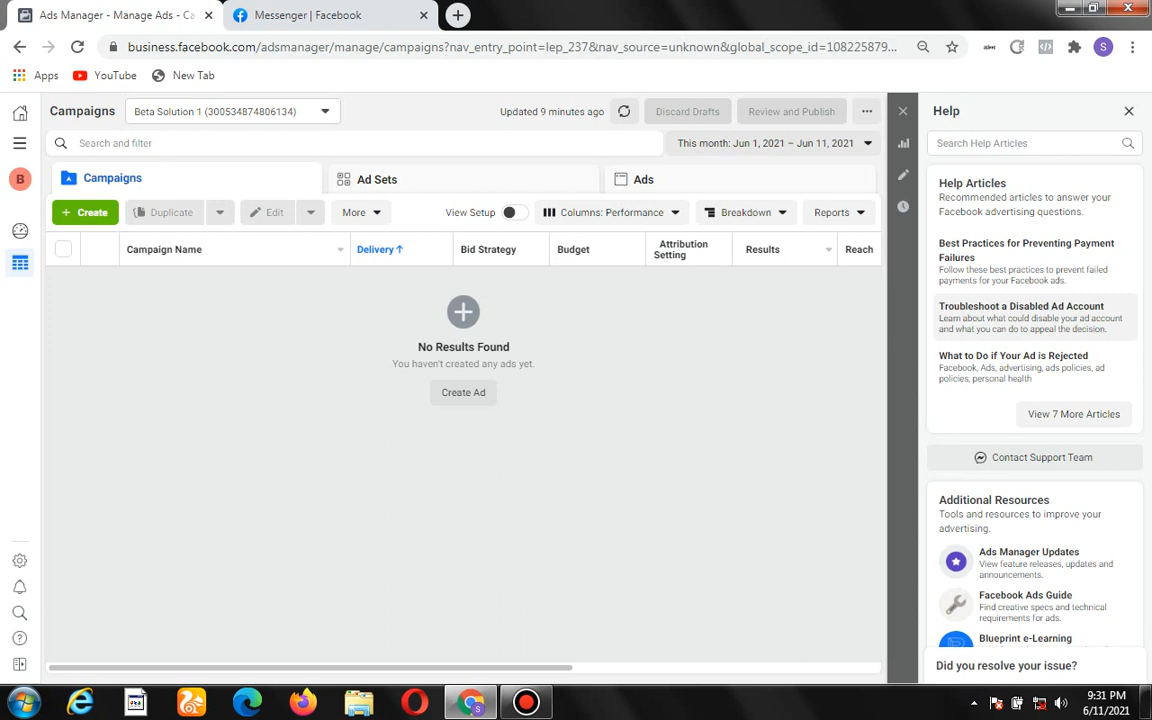 Ads Manager - Manage Ads - Ca
Messenger | Facebook
business.facebook.com/adsmanager/manage/campaigns?nav_entry_point=lep_237&nav_source=unknown&global_scope_id=108225879...
S
Apps
YouTube
New Tab
Campaigns
Beta Solution 1 (300534874806134)
Updated 9 minutes ago
Discard Drafts
Review and Publish
Search and filter
This month: Jun 1, 2021 – Jun 11, 2021
B
Campaigns
Ad Sets
Ads
+ Create
Duplicate
Edit
More
View Setup
Columns: Performance
Breakdown
Reports
Campaign Name
Delivery ↑
Bid Strategy
Budget
Attribution
Setting
Results
Reach
No Results Found
You haven't created any ads yet.
Create Ad
Help
Search Help Articles
Help Articles
Recommended articles to answer your
Facebook advertising questions.
Best Practices for Preventing Payment
Failures
Follow these best practices to prevent failed
payments for your Facebook ads.
Troubleshoot a Disabled Ad Account
Learn about what could disable your ad account
and what you can do to appeal the decision.
What to Do if Your Ad is Rejected
Facebook, Ads, advertising, ads policies, ad
policies, personal health
View 7 More Articles
Contact Support Team
Additional Resources
Tools and resources to improve your
advertising.
Ads Manager Updates
View feature releases, updates and
announcements.
Facebook Ads Guide
Find creative specs and technical
requirements for ads.
Blueprint e-Learning
Did you resolve your issue?
9:31 PM
6/11/2021